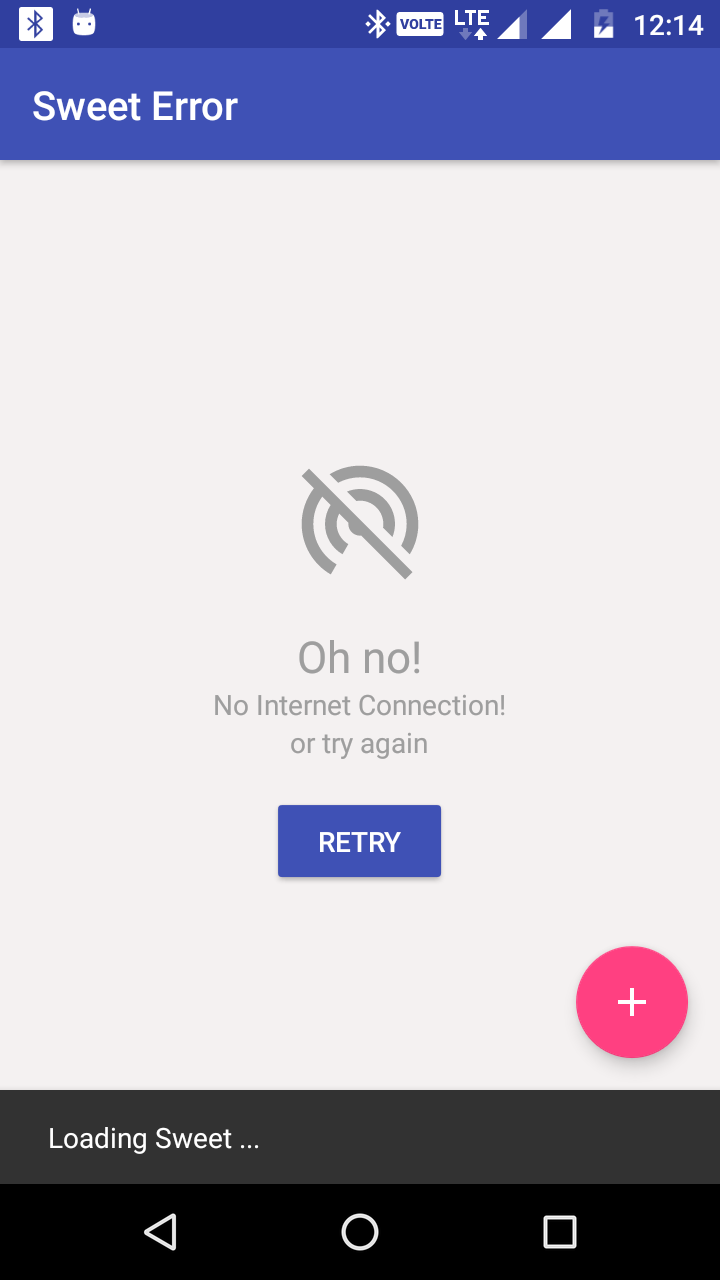 VOLTE LTE 12:14
Sweet Error
Oh no!
No Internet Connection!
or try again
RETRY
Loading Sweet ...